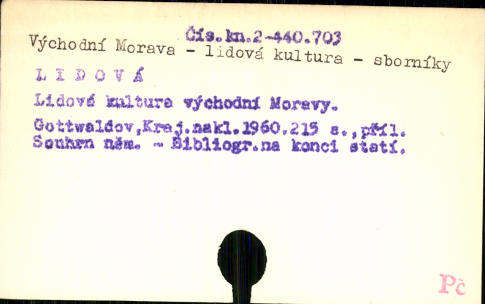 Čís.kn.2-440.703
Východní Morava - lidová kultura - sborníky
LIDOVÁ
Lidová kultura východní Moravy.
Gottwaldov,Kraj.nakl.1960.215 s.,příl.
Souhrn něm. - Bibliogr.na konci statí.
Pč